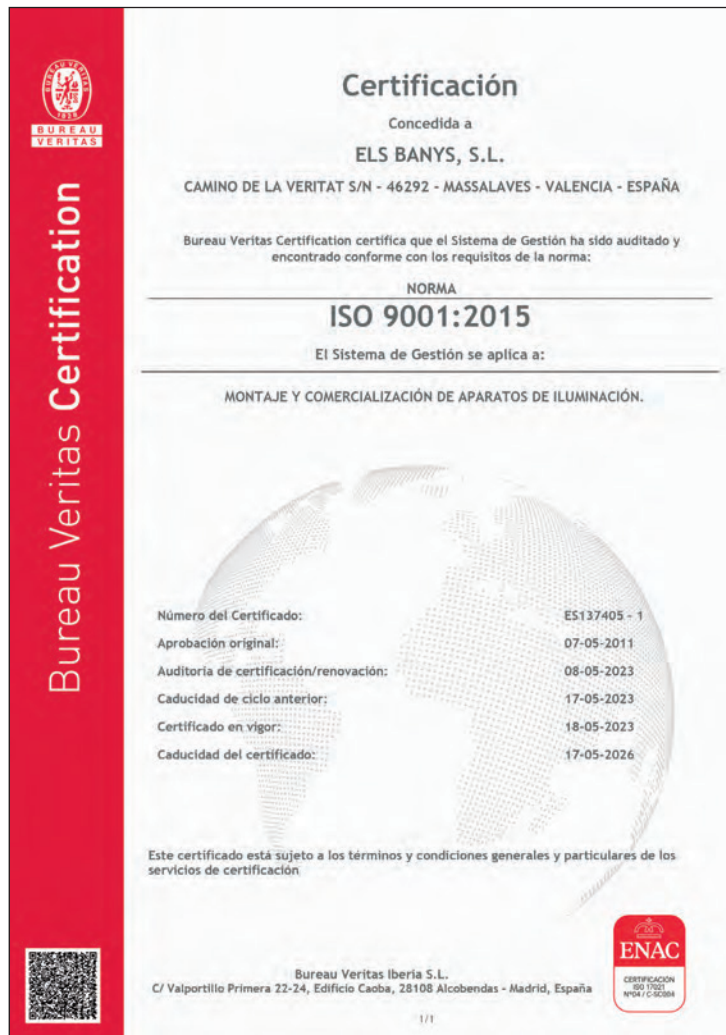 BUREAU VERITAS
1828
BUREAU
VERITAS
Bureau Veritas Certification
Certificación
Concedida a
ELS BANYS, S.L.
CAMINO DE LA VERITAT S/N - 46292 - MASSALAVES - VALENCIA - ESPAÑA
Bureau Veritas Certification certifica que el Sistema de Gestión ha sido auditado y
encontrado conforme con los requisitos de la norma:
NORMA
ISO 9001:2015
El Sistema de Gestión se aplica a:
MONTAJE Y COMERCIALIZACIÓN DE APARATOS DE ILUMINACIÓN.
Número del Certificado: ES137405 - 1
Aprobación original: 07-05-2011
Auditoria de certificación/renovación: 08-05-2023
Caducidad de ciclo anterior: 17-05-2023
Certificado en vigor: 18-05-2023
Caducidad del certificado: 17-05-2026
Este certificado está sujeto a los términos y condiciones generales y particulares de los
servicios de certificación
ENAC
CERTIFICACIÓN
ISO 17021
Nº04 / C-SC004
Bureau Veritas Iberia S.L.
C/ Valportillo Primera 22-24, Edificio Caoba, 28108 Alcobendas - Madrid, España
1/1